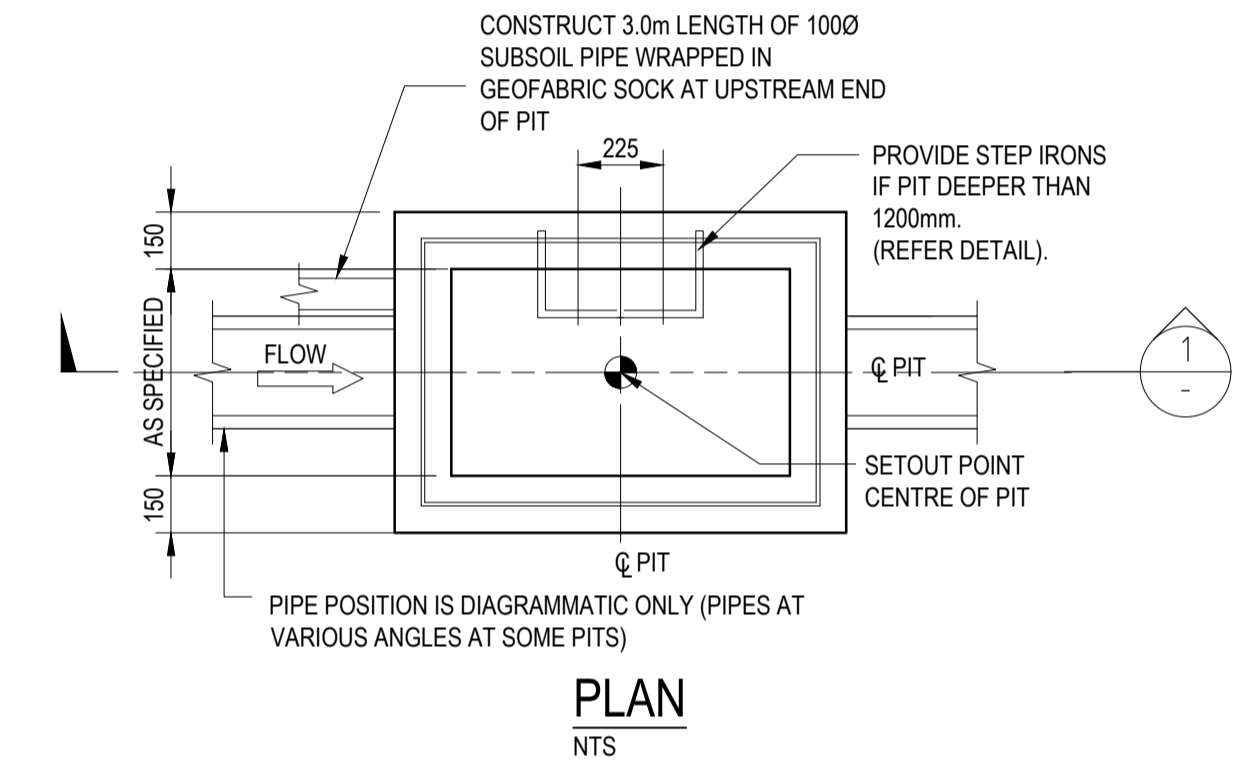 CONSTRUCT 3.0m LENGTH OF 100Ø
SUBSOIL PIPE WRAPPED IN
GEOFABRIC SOCK AT UPSTREAM END
OF PIT
225
PROVIDE STEP IRONS
IF PIT DEEPER THAN
1200mm.
(REFER DETAIL).
150
AS SPECIFIED
150
FLOW
℄ PIT
1
-
SETOUT POINT
CENTRE OF PIT
℄ PIT
PIPE POSITION IS DIAGRAMMATIC ONLY (PIPES AT
VARIOUS ANGLES AT SOME PITS)
PLAN
NTS